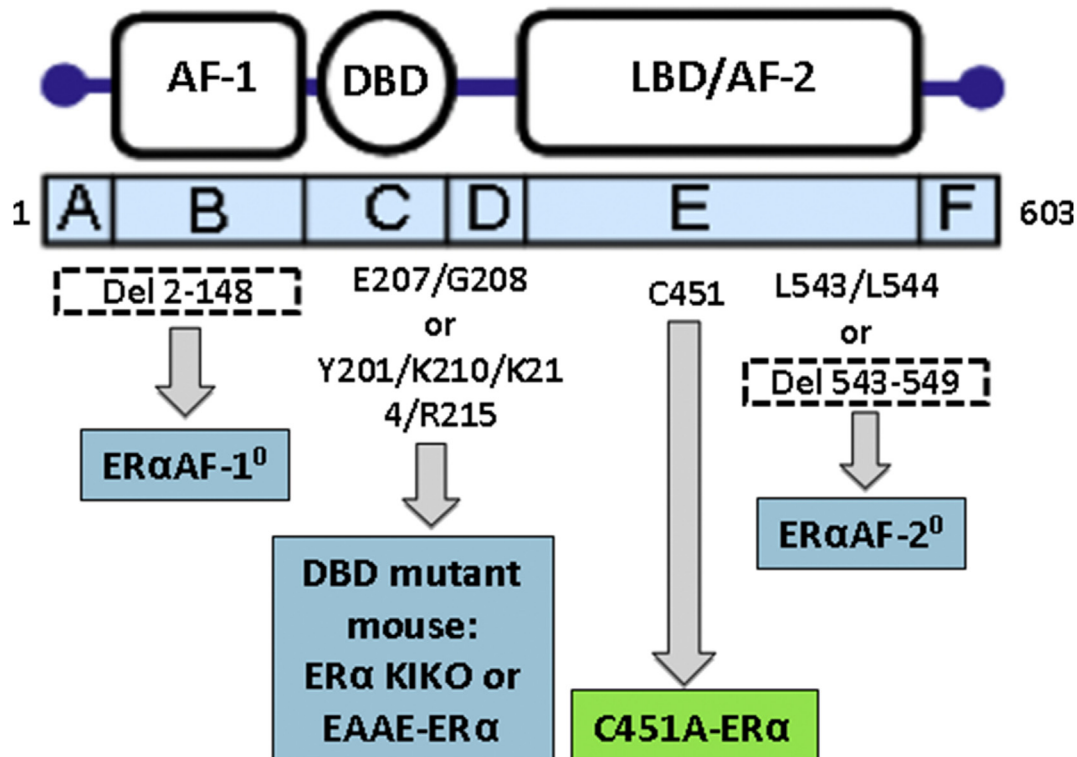 AF-1
DBD
LBD/AF-2
1
A
B
C
D
E
F
603
Del 2-148
ERαAF-1⁰
E207/G208
or
Y201/K210/K21
4/R215
DBD mutant
mouse:
ERα KIKO or
EAAE-ERα
C451
C451A-ERα
L543/L544
or
Del 543-549
ERαAF-2⁰